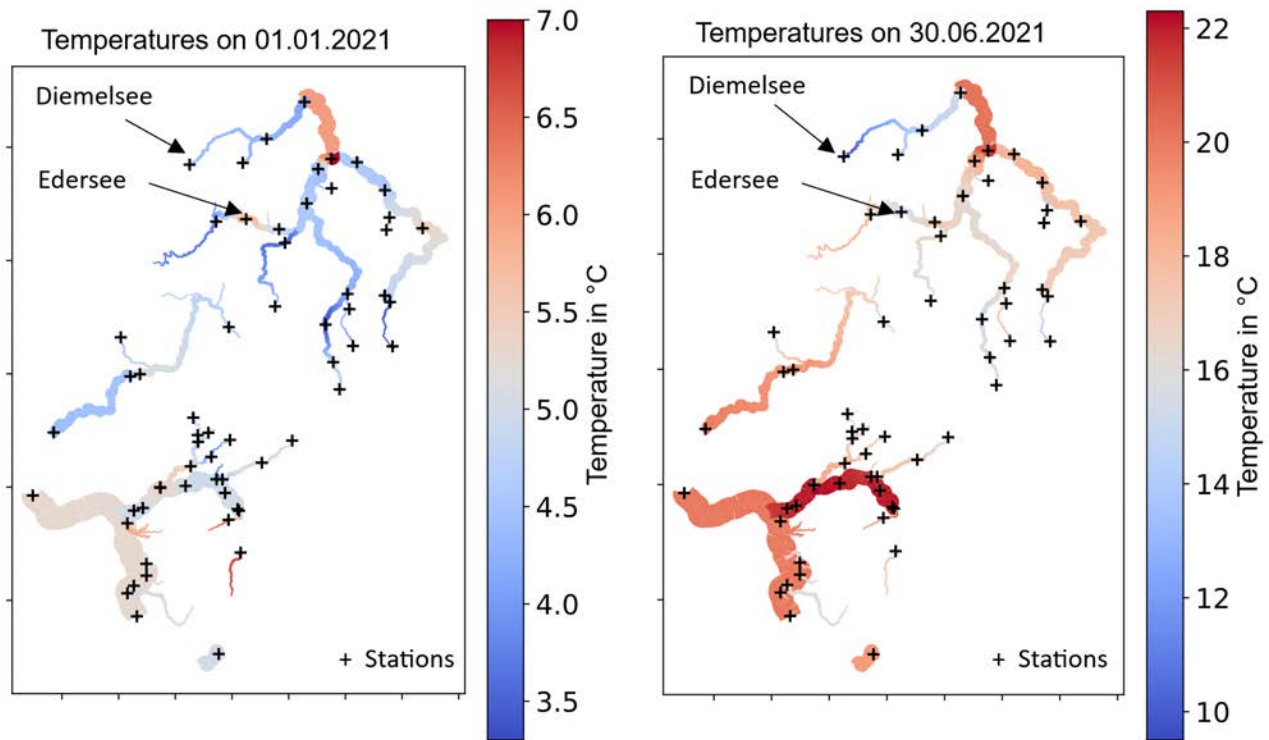 Temperatures on 01.01.2021
Diemelsee
Edersee
+ Stations
7.0
6.5
6.0
5.5
5.0
4.5
4.0
3.5
Temperature in °C
Temperatures on 30.06.2021
Diemelsee
Edersee
+ Stations
22
20
18
16
14
12
10
Temperature in °C